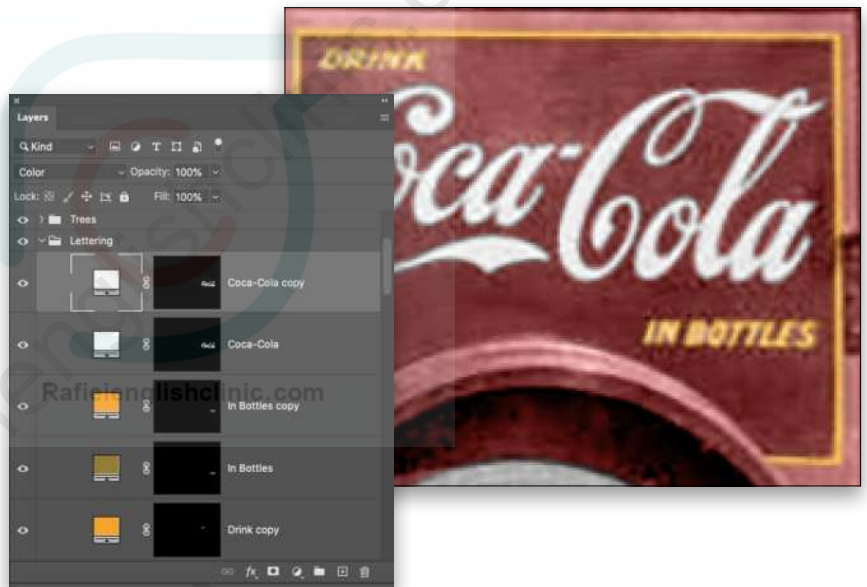 DRINK
Coca-Cola
IN BOTTLES
Layers
Kind
Color
Opacity: 100%
Lock:
Fill: 100%
Trees
Lettering
Coca-Cola copy
Coca-Cola
In Bottles copy
Rafieienglishclinic.com
In Bottles
Drink copy